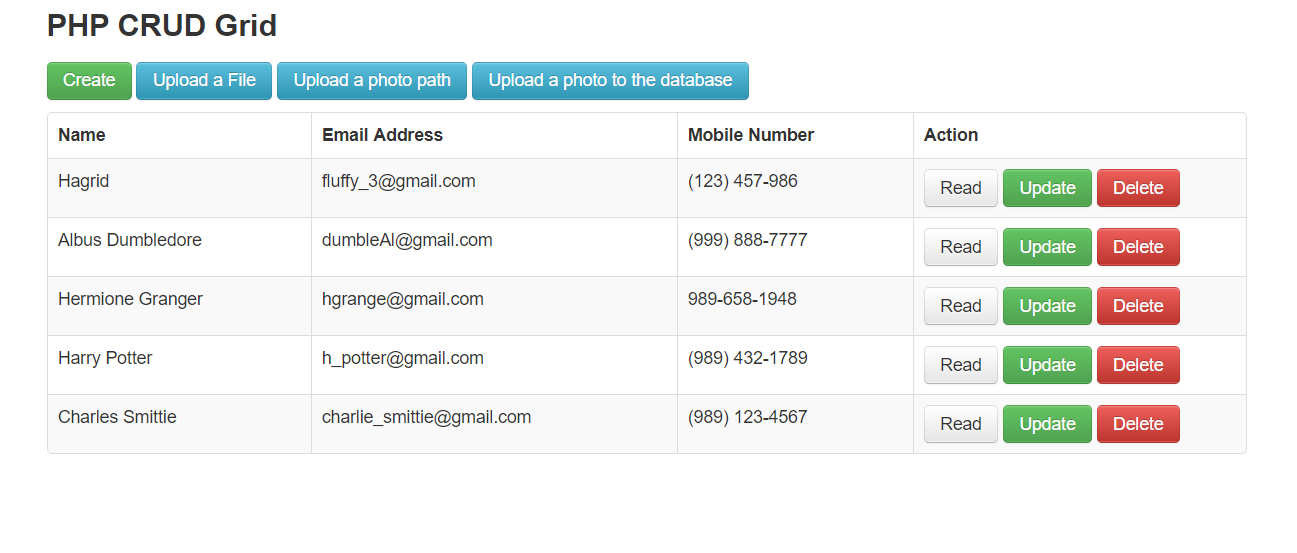 PHP CRUD Grid
Create Upload a File Upload a photo path Upload a photo to the database
Name Email Address Mobile Number Action
Hagrid fluffy_3@gmail.com (123) 457-986 Read Update Delete
Albus Dumbledore dumbleAl@gmail.com (999) 888-7777 Read Update Delete
Hermione Granger hgrange@gmail.com 989-658-1948 Read Update Delete
Harry Potter h_potter@gmail.com (989) 432-1789 Read Update Delete
Charles Smittie charlie_smittie@gmail.com (989) 123-4567 Read Update Delete